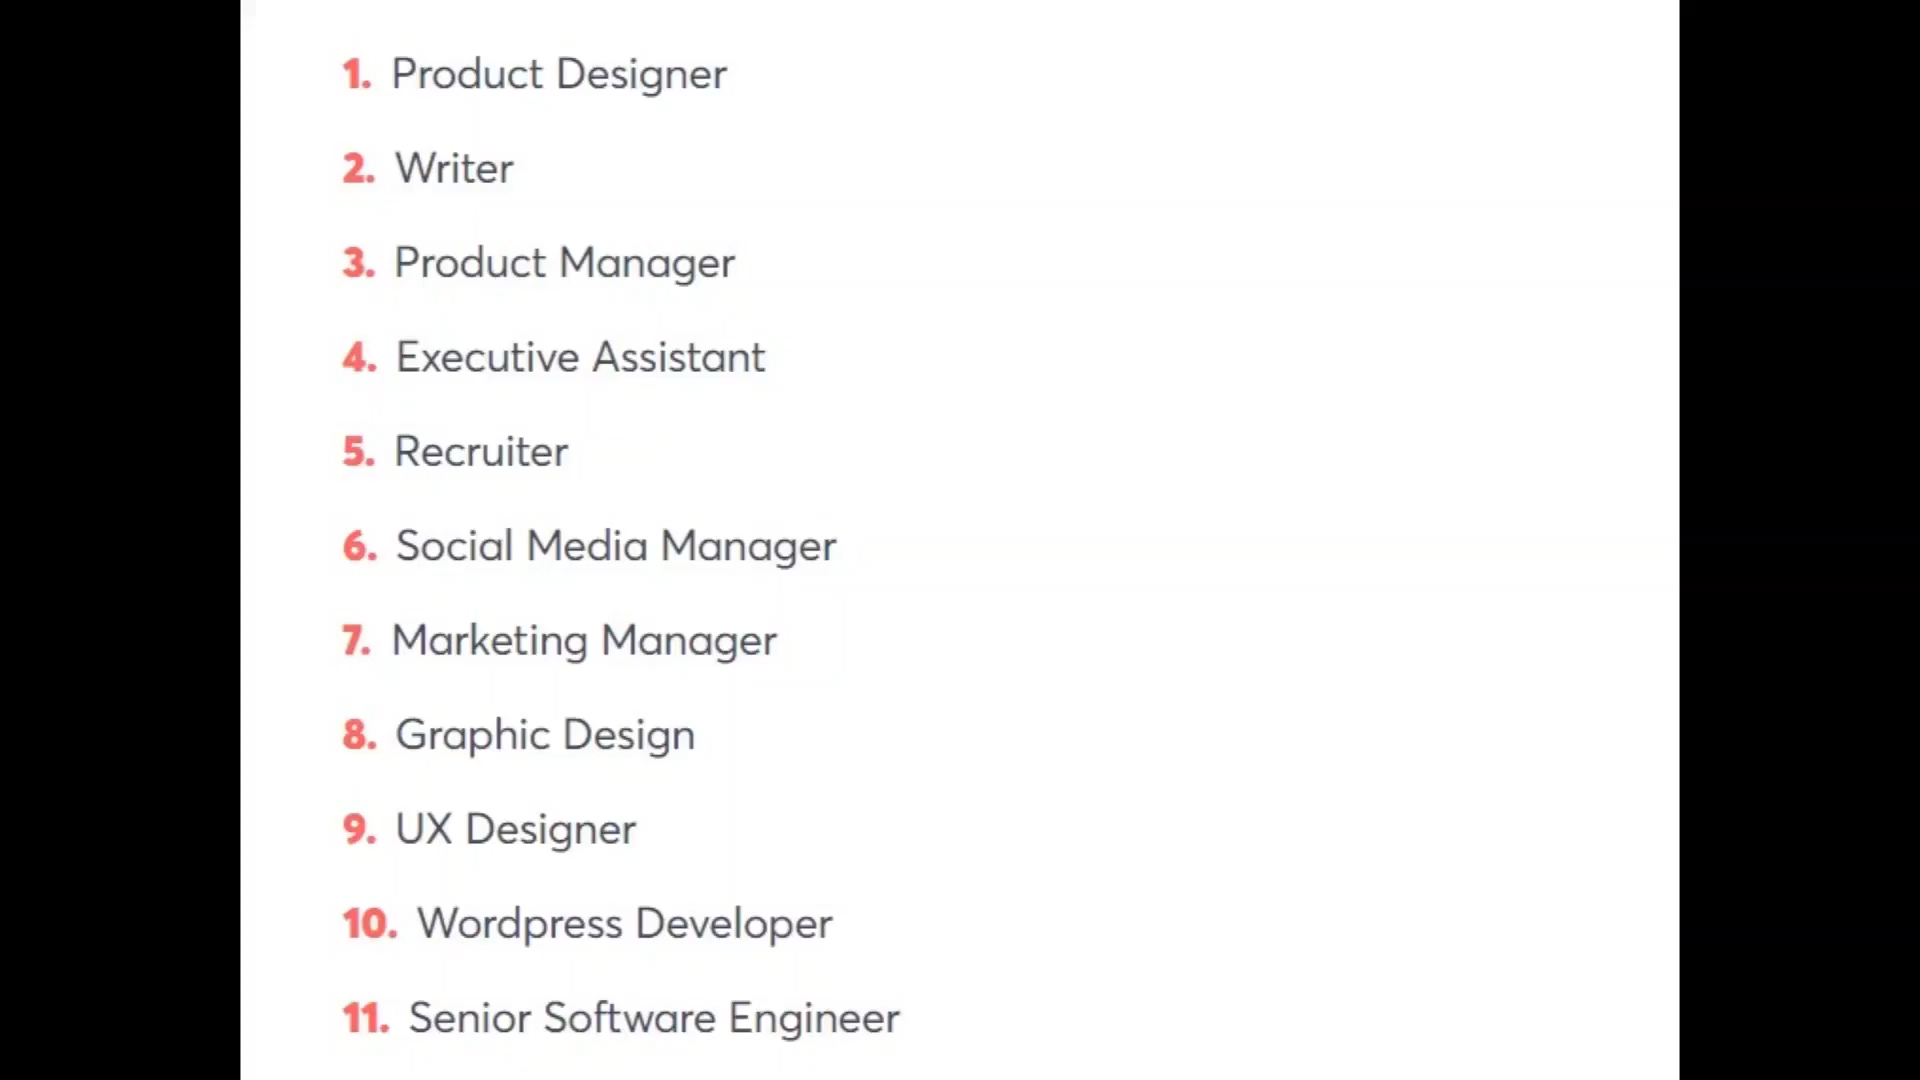 1. Product Designer
2. Writer
3. Product Manager
4. Executive Assistant
5. Recruiter
6. Social Media Manager
7. Marketing Manager
8. Graphic Design
9. UX Designer
10. Wordpress Developer
11. Senior Software Engineer